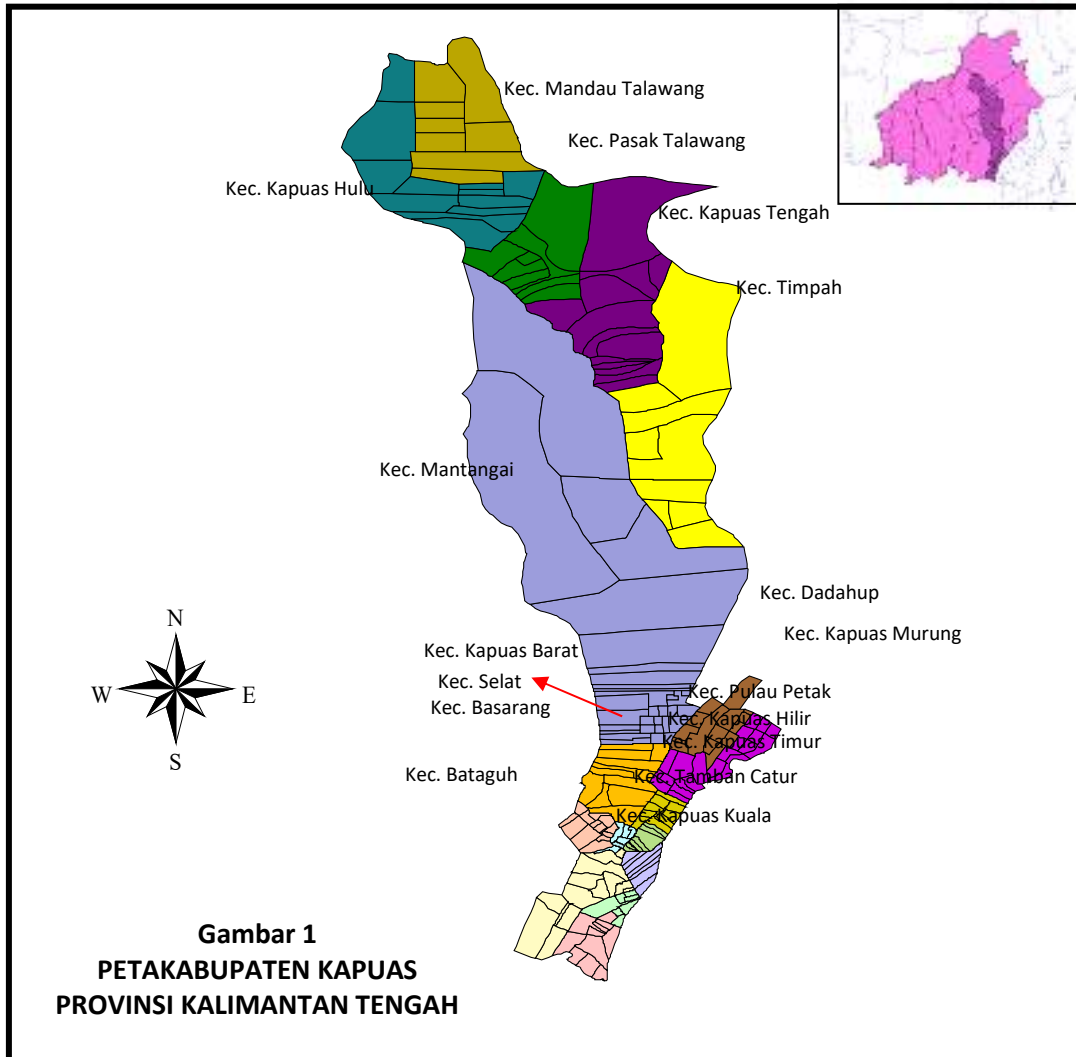 Kec. Mandau Talawang
Kec. Pasak Talawang
Kec. Kapuas Hulu
Kec. Kapuas Tengah
Kec. Timpah
Kec. Mantangai
Kec. Dadahup
N
Kec. Kapuas Murung
Kec. Kapuas Barat
Kec. Selat
W
E
Kec. Pulau Petak
Kec. Basarang
Kec. Kapuas Hilir
Kec. Kapuas Timur
S
Kec. Bataguh
Kec. Tamban Catur
Kec. Kapuas Kuala
Gambar 1
PETAKABUPATEN KAPUAS
PROVINSI KALIMANTAN TENGAH